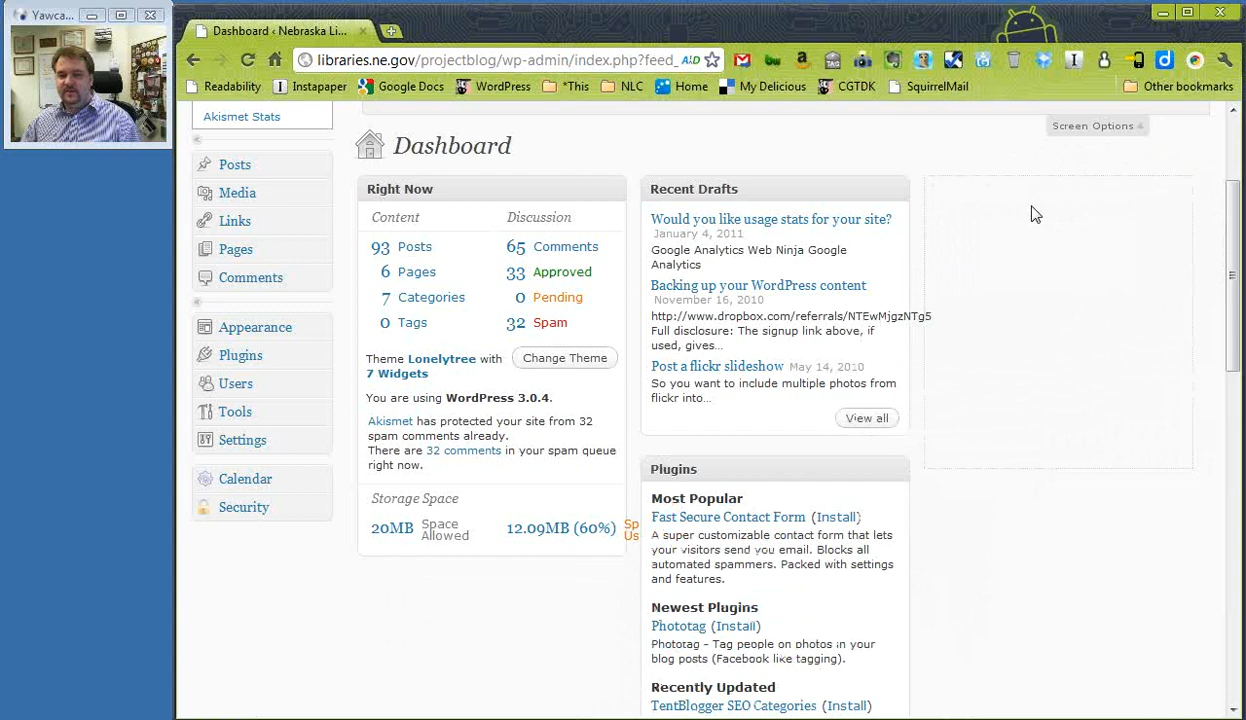 Yawca...
Dashboard ‹ Nebraska Li...
libraries.ne.gov/projectblog/wp-admin/index.php?feed_
Readability
Instapaper
Google Docs
WordPress
*This
NLC
Home
My Delicious
CGTDK
SquirrelMail
Other bookmarks
Akismet Stats
Screen Options
Posts
Media
Links
Pages
Comments
Appearance
Plugins
Users
Tools
Settings
Calendar
Security
Dashboard
Right Now
Content
Discussion
93 Posts
65 Comments
6 Pages
33 Approved
7 Categories
0 Pending
0 Tags
32 Spam
Theme Lonelytree with
7 Widgets
Change Theme
You are using WordPress 3.0.4.
Akismet has protected your site from 32
spam comments already.
There are 32 comments in your spam queue
right now.
Storage Space
20MB Space
Allowed
12.09MB (60%) Sp
Us
Recent Drafts
Would you like usage stats for your site?
January 4, 2011
Google Analytics Web Ninja Google
Analytics
Backing up your WordPress content
November 16, 2010
http://www.dropbox.com/referrals/NTEwMjgzNTg5
Full disclosure: The signup link above, if
used, gives...
Post a flickr slideshow May 14, 2010
So you want to include multiple photos from
flickr into...
View all
Plugins
Most Popular
Fast Secure Contact Form (Install)
A super customizable contact form that lets
your visitors send you email. Blocks all
automated spammers. Packed with settings
and features.
Newest Plugins
Phototag (Install)
Phototag - Tag people on photos in your
blog posts (Facebook like tagging).
Recently Updated
TentBlogger SEO Categories (Install)